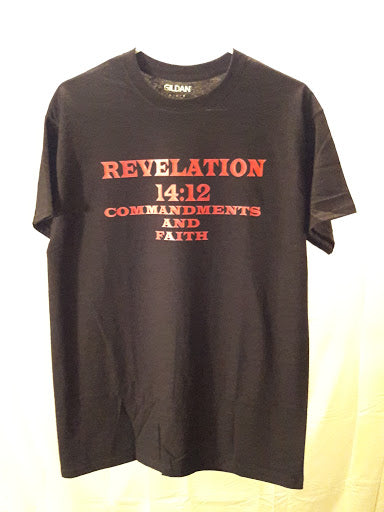 GILDAN
REVELATION
14:12
COMMANDMENTS
AND
FAITH